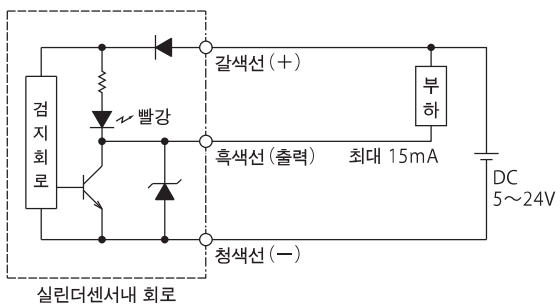 갈색선(+)
검지회로
빨강
부하
흑색선(출력)
최대 15mA
DC
5~24V
청색선(-)
실린더센서내 회로